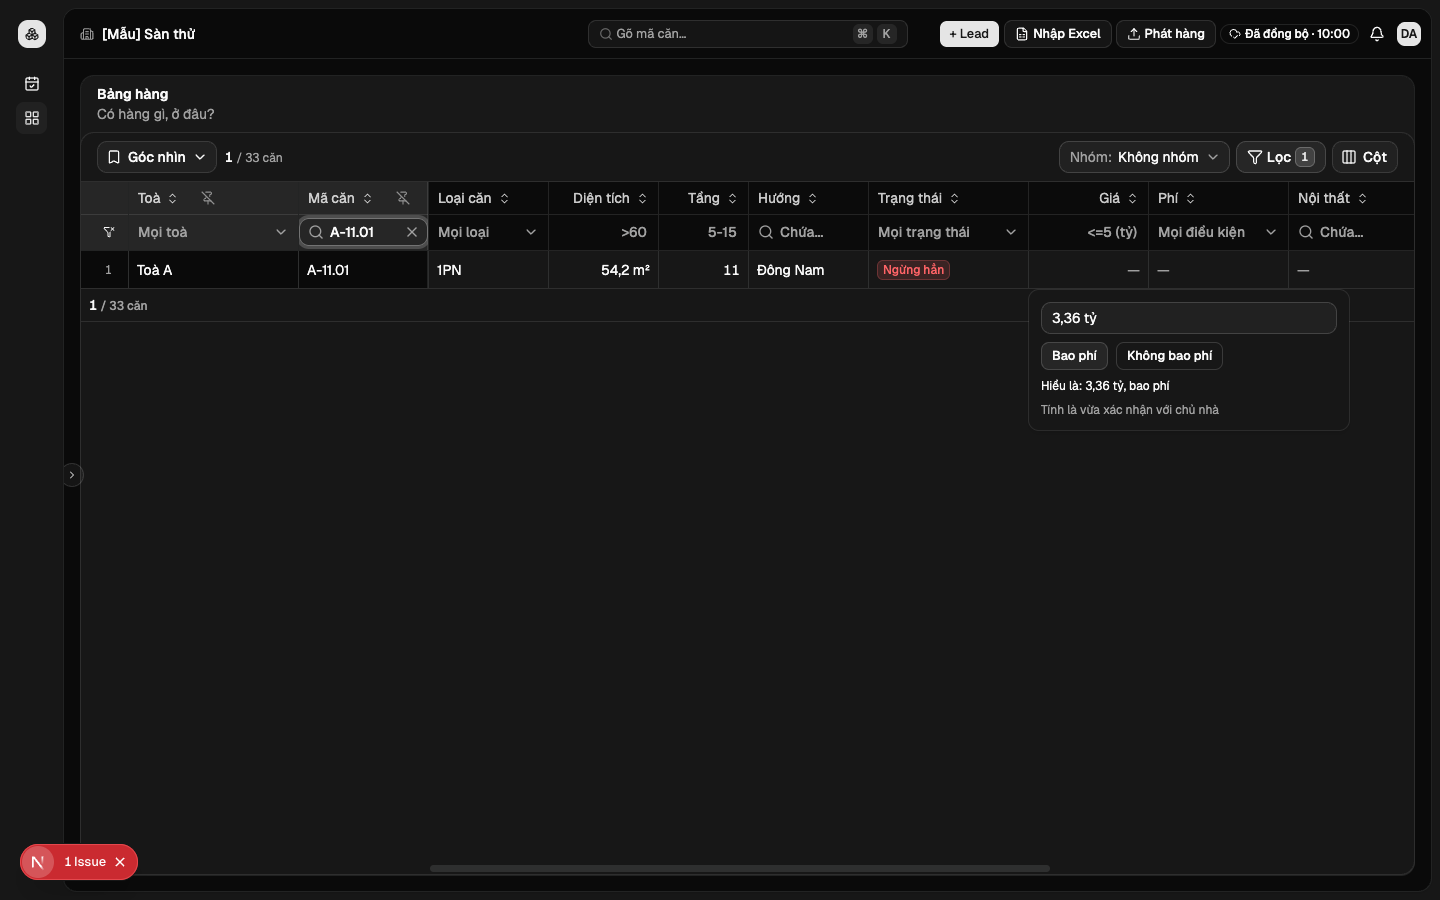 [Mẫu] Sàn thử
Gõ mã căn...
⌘ K
+ Lead
Nhập Excel
Phát hàng
Đã đồng bộ · 10:00
DA
Bảng hàng
Có hàng gì, ở đâu?
Góc nhìn
1 / 33 căn
Nhóm: Không nhóm
Lọc 1
Cột
Toà
Mã căn
Loại căn
Diện tích
Tầng
Hướng
Trạng thái
Giá
Phí
Nội thất
Mọi toà
A-11.01
Mọi loại
>60
5-15
Chứa...
Mọi trạng thái
<=5 (tỷ)
Mọi điều kiện
Chứa...
1
Toà A
A-11.01
1PN
54,2 m²
11
Đông Nam
Ngừng hẳn
—
—
—
1 / 33 căn
3,36 tỷ
Bao phí
Không bao phí
Hiểu là: 3,36 tỷ, bao phí
Tính là vừa xác nhận với chủ nhà
N
1 Issue